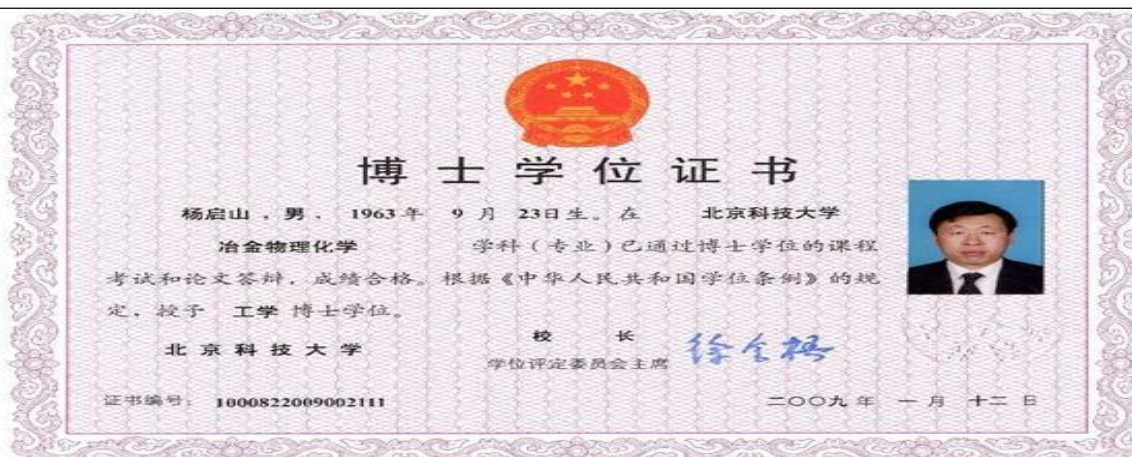 博士学位证书
杨启山，男，1963年 9月 23日生。在 北京科技大学
冶金物理化学 学科（专业）已通过博士学位的课程
考试和论文答辩，成绩合格。根据《中华人民共和国学位条例》的规
定，授予 工学 博士学位。
北京科技大学
校 长
学位评定委员会主席
徐金梧
证书编号：1000822009002111
二〇〇九年 一月 十二日